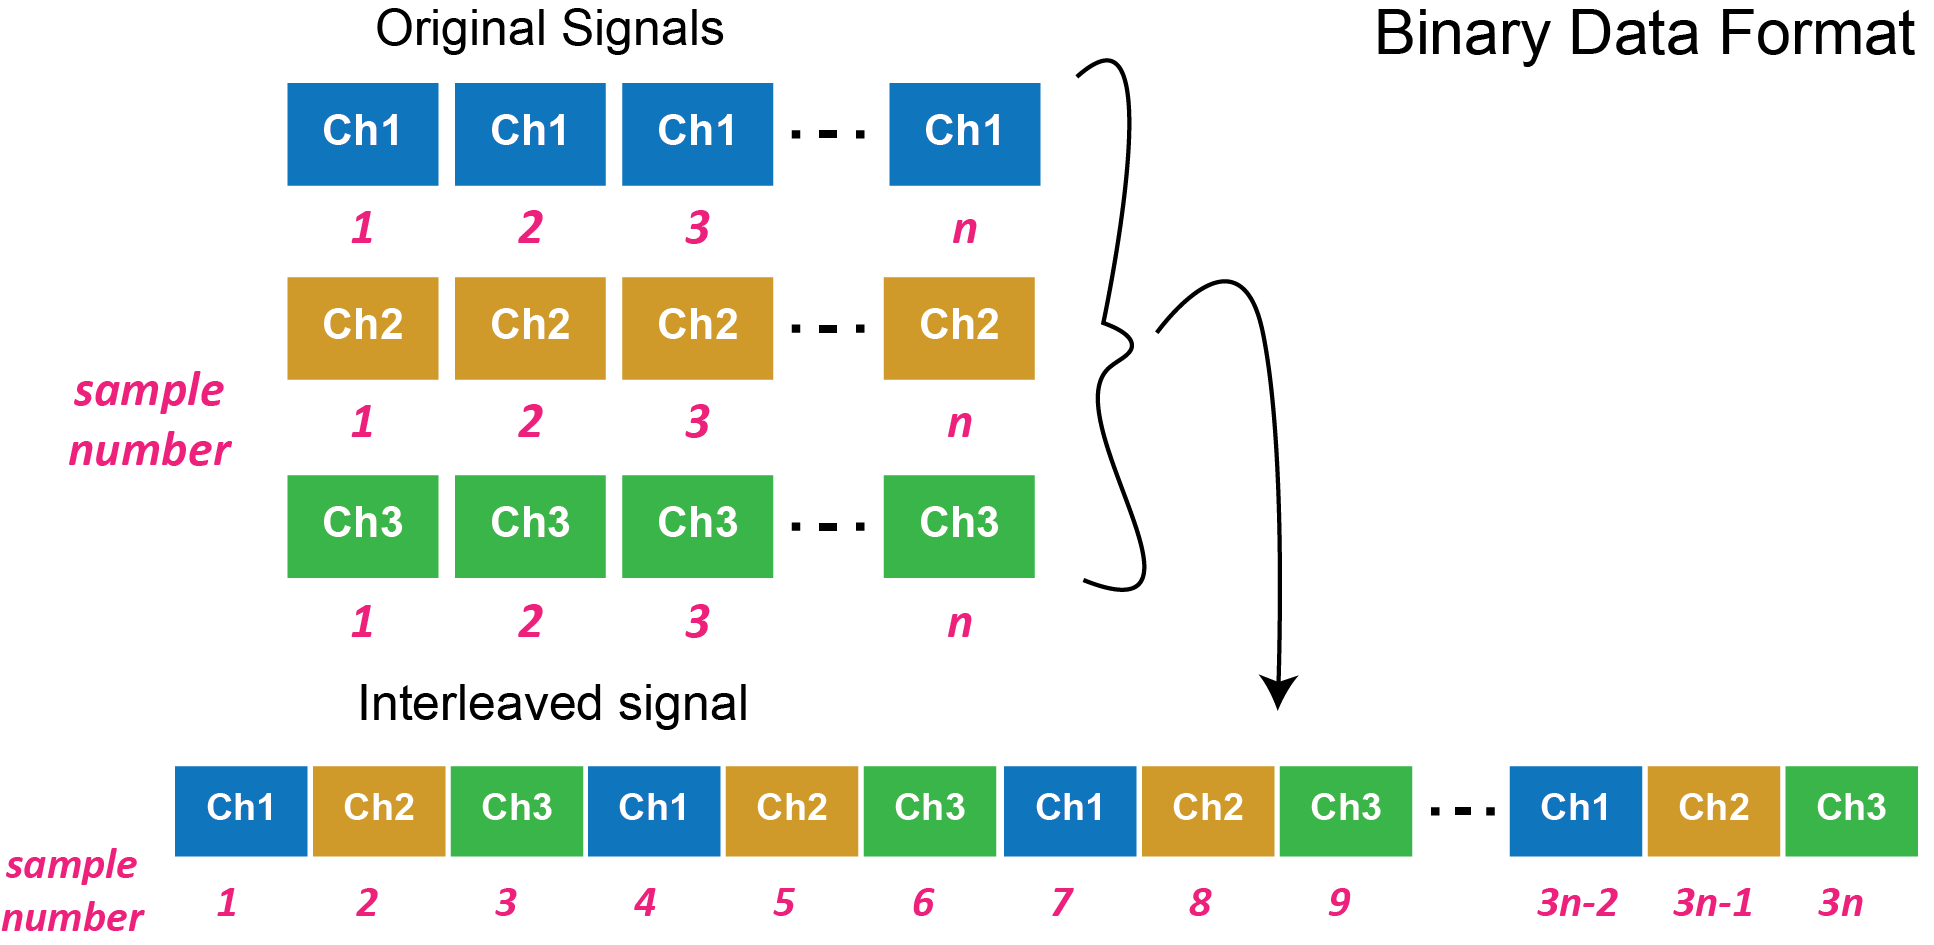 Original Signals
Binary Data Format
Ch1 Ch1 Ch1 Ch1
1 2 3 n
Ch2 Ch2 Ch2 Ch2
sample
number
1 2 3 n
Ch3 Ch3 Ch3 Ch3
1 2 3 n
Interleaved signal
Ch1 Ch2 Ch3 Ch1 Ch2 Ch3 Ch1 Ch2 Ch3 Ch1 Ch2 Ch3
sample
number
1 2 3 4 5 6 7 8 9 3n-2 3n-1 3n